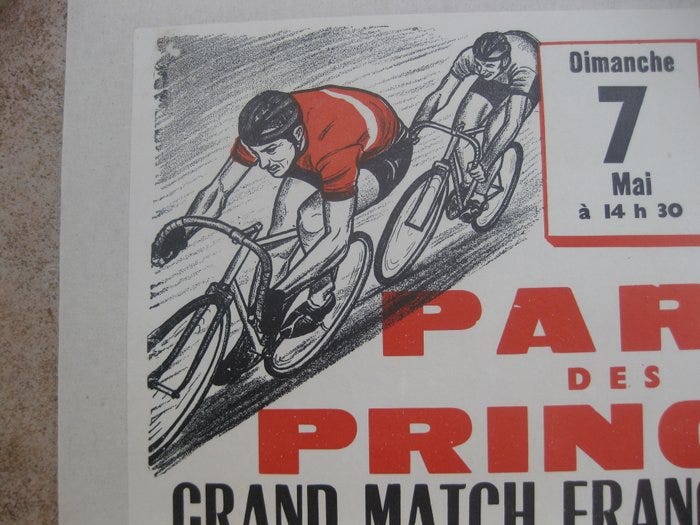 Dimanche
7
Mai
à 14 h 30
PAR
DES
PRINC
GRAND MATCH FRANC